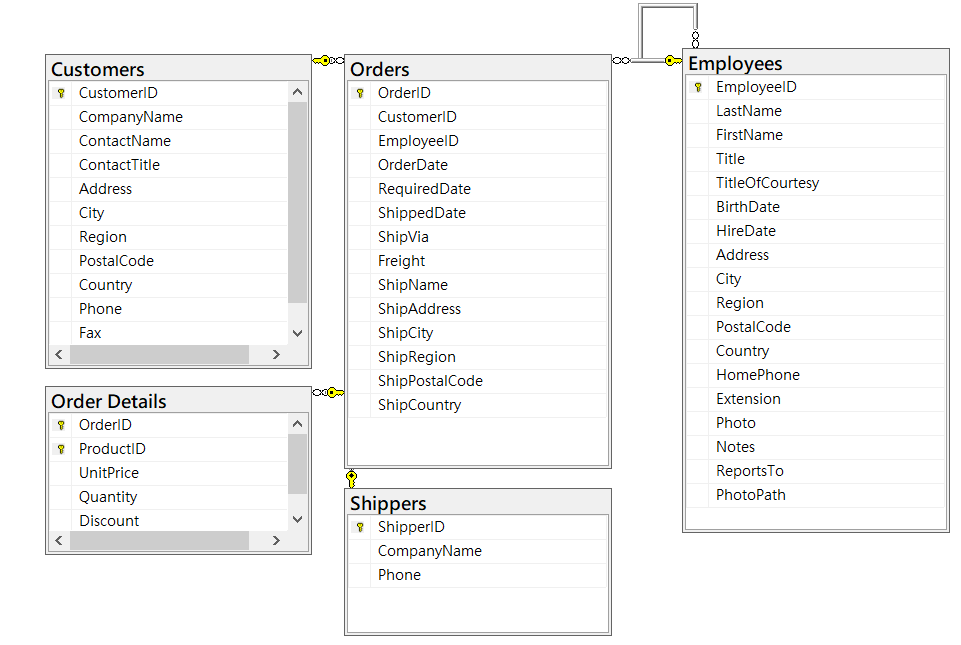 Customers
CustomerID
CompanyName
ContactName
ContactTitle
Address
City
Region
PostalCode
Country
Phone
Fax
Order Details
OrderID
ProductID
UnitPrice
Quantity
Discount
Orders
OrderID
CustomerID
EmployeeID
OrderDate
RequiredDate
ShippedDate
ShipVia
Freight
ShipName
ShipAddress
ShipCity
ShipRegion
ShipPostalCode
ShipCountry
Shippers
ShipperID
CompanyName
Phone
Employees
EmployeeID
LastName
FirstName
Title
TitleOfCourtesy
BirthDate
HireDate
Address
City
Region
PostalCode
Country
HomePhone
Extension
Photo
Notes
ReportsTo
PhotoPath